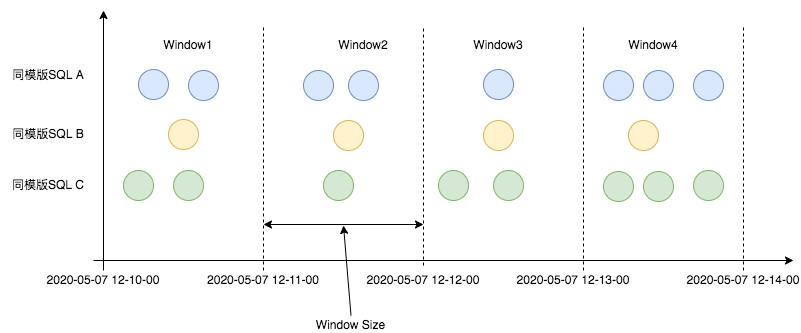 Window1
Window2
Window3
Window4
同模版SQL A
同模版SQL B
同模版SQL C
2020-05-07 12-10-00
2020-05-07 12-11-00
2020-05-07 12-12-00
2020-05-07 12-13-00
2020-05-07 12-14-00
Window Size